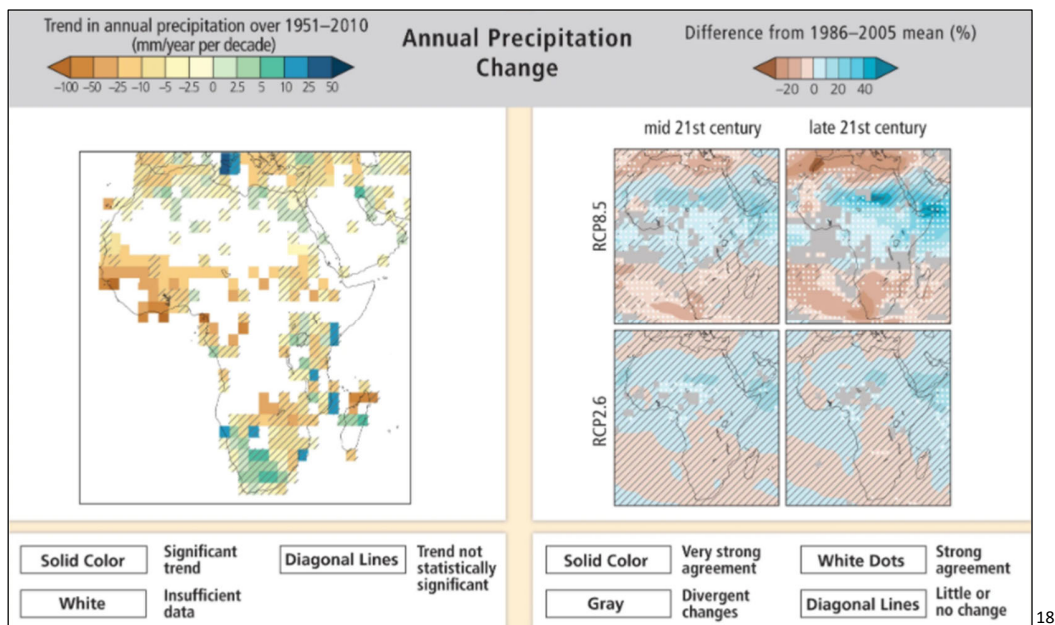 Trend in annual precipitation over 1951–2010
(mm/year per decade)
−100 −50 −25 −10 −5 −2.5 0 2.5 5 10 25 50
Annual Precipitation
Change
Difference from 1986–2005 mean (%)
−20 0 20 40
mid 21st century
late 21st century
RCP8.5
RCP2.6
Solid Color
Significant
trend
Diagonal Lines
Trend not
statistically
significant
White
Insufficient
data
Solid Color
Very strong
agreement
White Dots
Strong
agreement
Gray
Divergent
changes
Diagonal Lines
Little or
no change
18